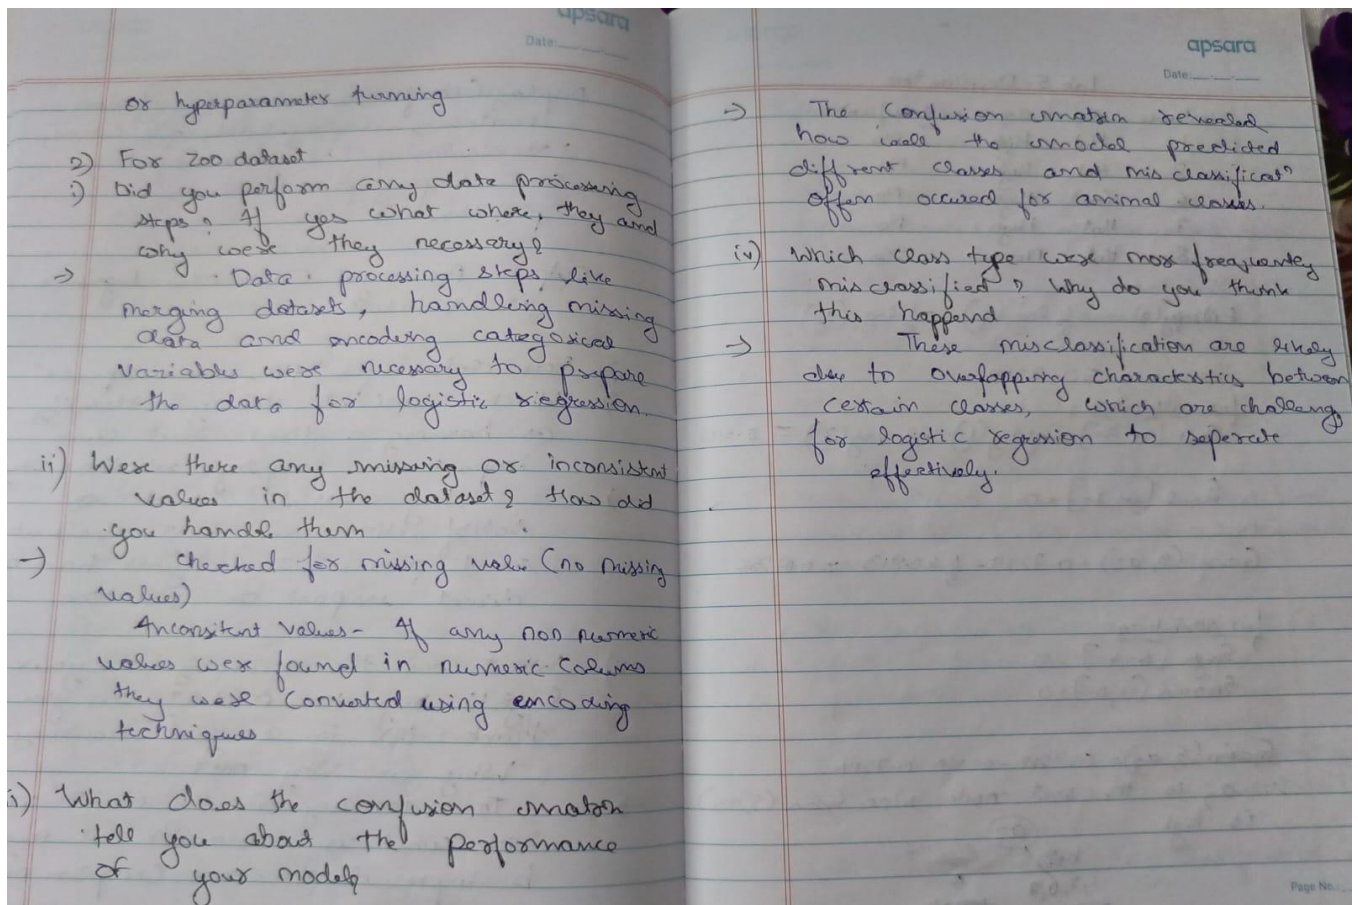 apsara
Date:
or hyperparameter turning
2) For zoo dataset
i) Did you perform any data processing
steps? If yes what where, they and
why were they necessary?
→ Data processing steps like
merging datasets, handling missing
data and encoding categorical
variables were necessary to prepare
the data for logistic riegression.
ii) Were there any missing or inconsistent
values in the dataset? How did
you handle them
→ checked for missing value (no missing
values)
Inconsitent values - If any non numeric
values were found in numeric colums
they were converted using encoding
techniques
i) What does the confusion matrix
tell you about the performance
of your model?
apsara
Date:
→ The confusion matrix revealed
how well the model predicted
different classes and misclassificatn
offen occured for animal classes.
iv) Which class type were most frequently
misclassified? Why do you think
this happend
→ These misclassification are likely
due to overlapping characterstics between
certain classes, which are challeng
for logistic regression to seperate
effectively.
Page No.: